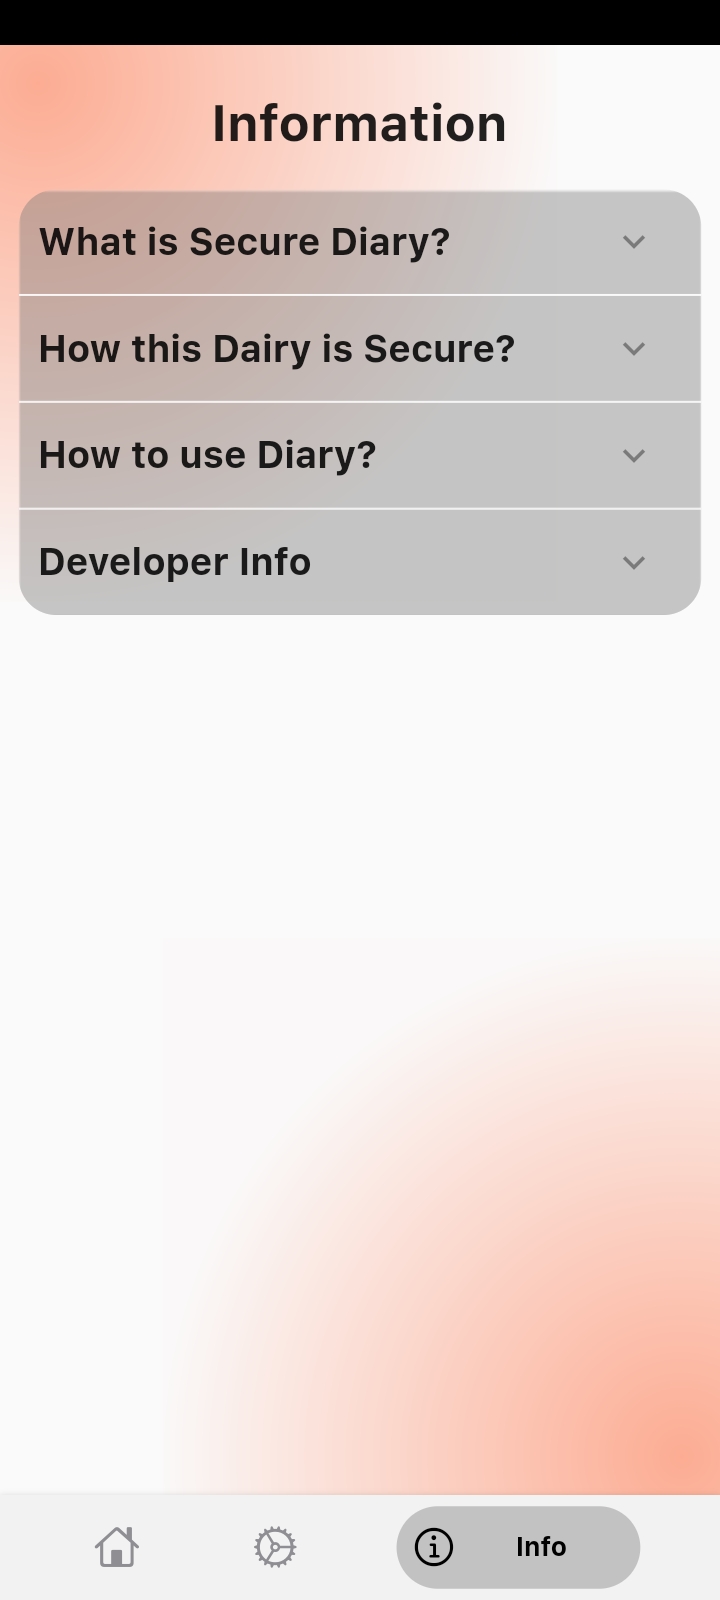 Information
What is Secure Diary?
How this Dairy is Secure?
How to use Diary?
Developer Info
Info